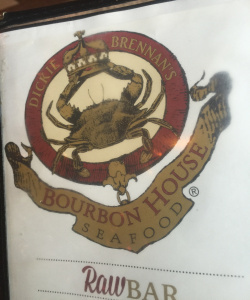 DICKIE BRENNAN'S
BOURBON HOUSE
SEAFOOD ®
Raw BAR